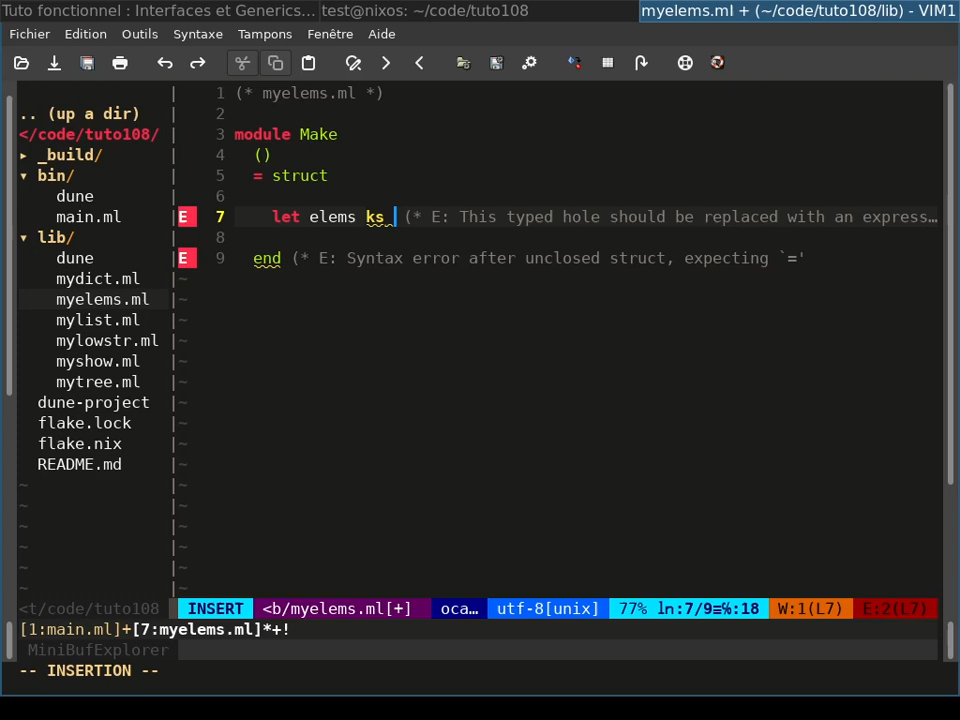 Tuto fonctionnel : Interfaces et Generics... test@nixos: ~/code/tuto108 myelems.ml + (~/code/tuto108/lib) - VIM1
Fichier Edition Outils Syntaxe Tampons Fenêtre Aide
1 (* myelems.ml *)
.. (up a dir) 2
</code/tuto108/ 3 module Make
▸ _build/ 4 ()
▾ bin/ 5 = struct
dune 6
main.ml E 7 let elems ks_ (* E: This typed hole should be replaced with an express…
▾ lib/ 8
dune E 9 end (* E: Syntax error after unclosed struct, expecting `='
mydict.ml ~
myelems.ml ~
mylist.ml ~
mylowstr.ml ~
myshow.ml ~
mytree.ml ~
dune-project ~
flake.lock ~
flake.nix ~
README.md ~
~ ~
~ ~
~ ~
~ ~
~ ~
~ ~
<t/code/tuto108 INSERT <b/myelems.ml[+] oca… utf-8[unix] 77% ln:7/9≡℅:18 W:1(L7) E:2(L7)
[1:main.ml]+[7:myelems.ml]*+!
MiniBufExplorer
-- INSERTION --